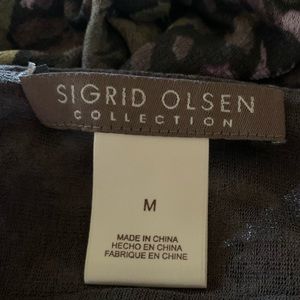 SIGRID OLSEN
COLLECTION
M
MADE IN CHINA
HECHO EN CHINA
FABRIQUE EN CHINE